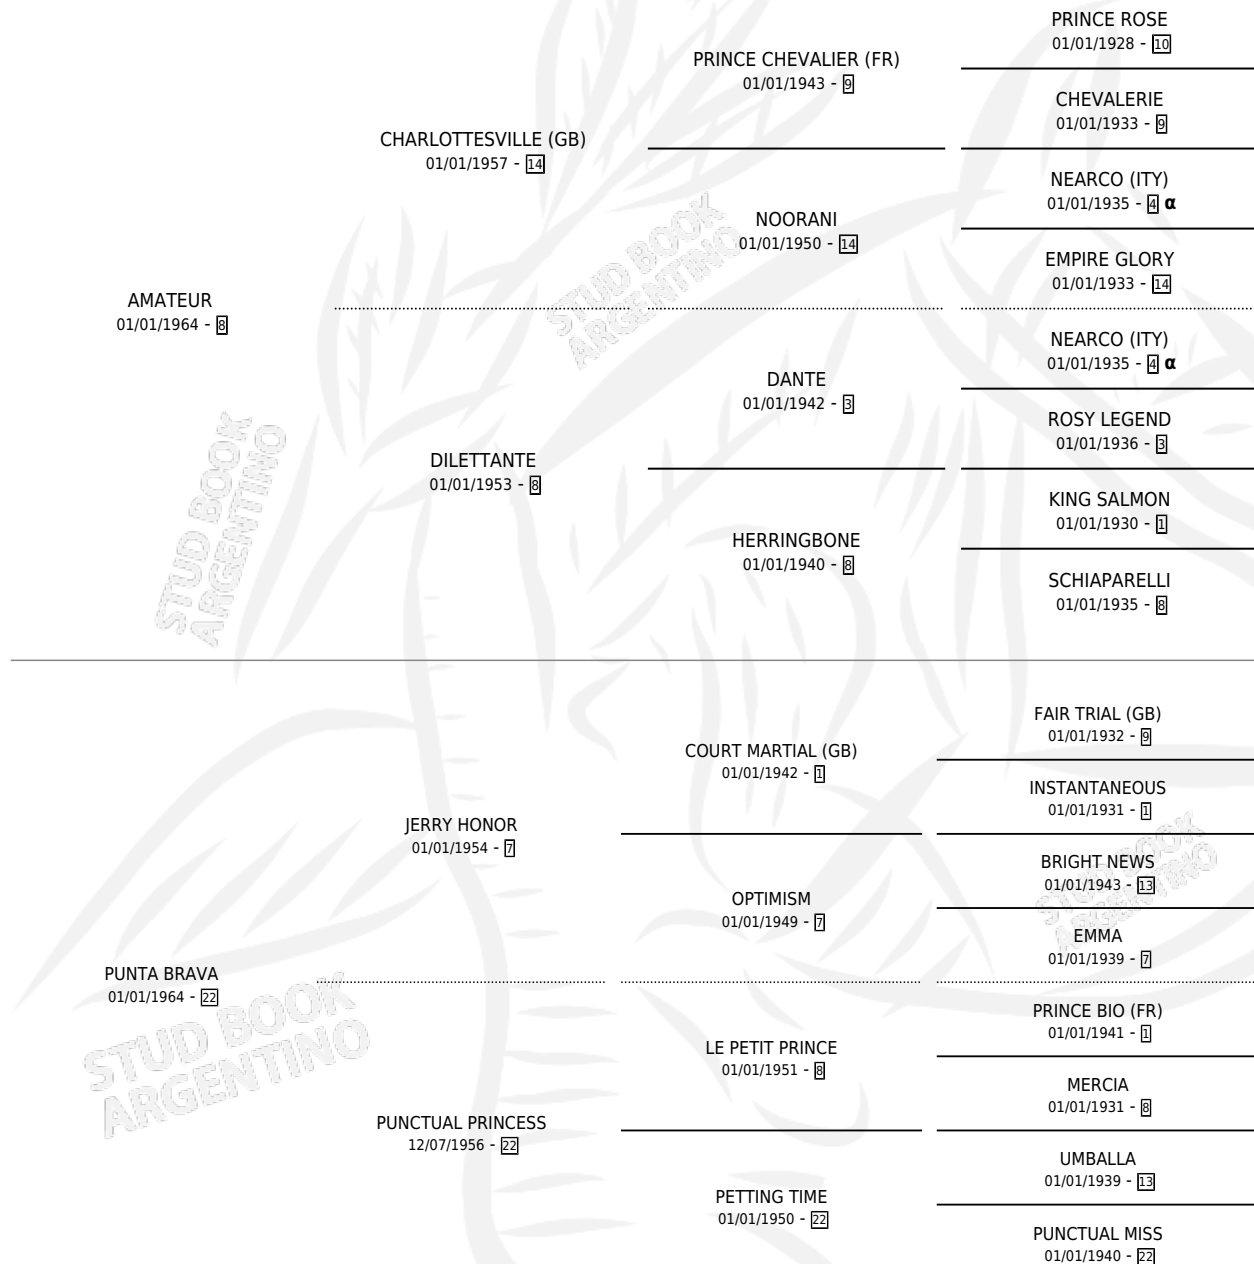 PRINCE ROSE
01/01/1928 - 10
PRINCE CHEVALIER (FR)
01/01/1943 - 9
CHEVALERIE
01/01/1933 - 9
CHARLOTTESVILLE (GB)
01/01/1957 - 14
NEARCO (ITY)
01/01/1935 - 4 α
NOORANI
01/01/1950 - 14
EMPIRE GLORY
01/01/1933 - 14
STUD BOOK
ARGENTINO
AMATEUR
01/01/1964 - 8
NEARCO (ITY)
01/01/1935 - 4 α
DANTE
01/01/1942 - 3
ROSY LEGEND
01/01/1936 - 3
DILETTANTE
01/01/1953 - 8
KING SALMON
01/01/1930 - 1
HERRINGBONE
01/01/1940 - 8
SCHIAPARELLI
01/01/1935 - 8
STUD BOOK
ARGENTINO
FAIR TRIAL (GB)
01/01/1932 - 9
COURT MARTIAL (GB)
01/01/1942 - 1
INSTANTANEOUS
01/01/1931 - 1
JERRY HONOR
01/01/1954 - 7
BRIGHT NEWS
01/01/1943 - 13
OPTIMISM
01/01/1949 - 7
EMMA
01/01/1939 - 7
STUD BOOK
ARGENTINO
PUNTA BRAVA
01/01/1964 - 22
PRINCE BIO (FR)
01/01/1941 - 1
LE PETIT PRINCE
01/01/1951 - 8
MERCIA
01/01/1931 - 8
STUD BOOK
ARGENTINO
PUNCTUAL PRINCESS
12/07/1956 - 22
UMBALLA
01/01/1939 - 13
PETTING TIME
01/01/1950 - 22
PUNCTUAL MISS
01/01/1940 - 22